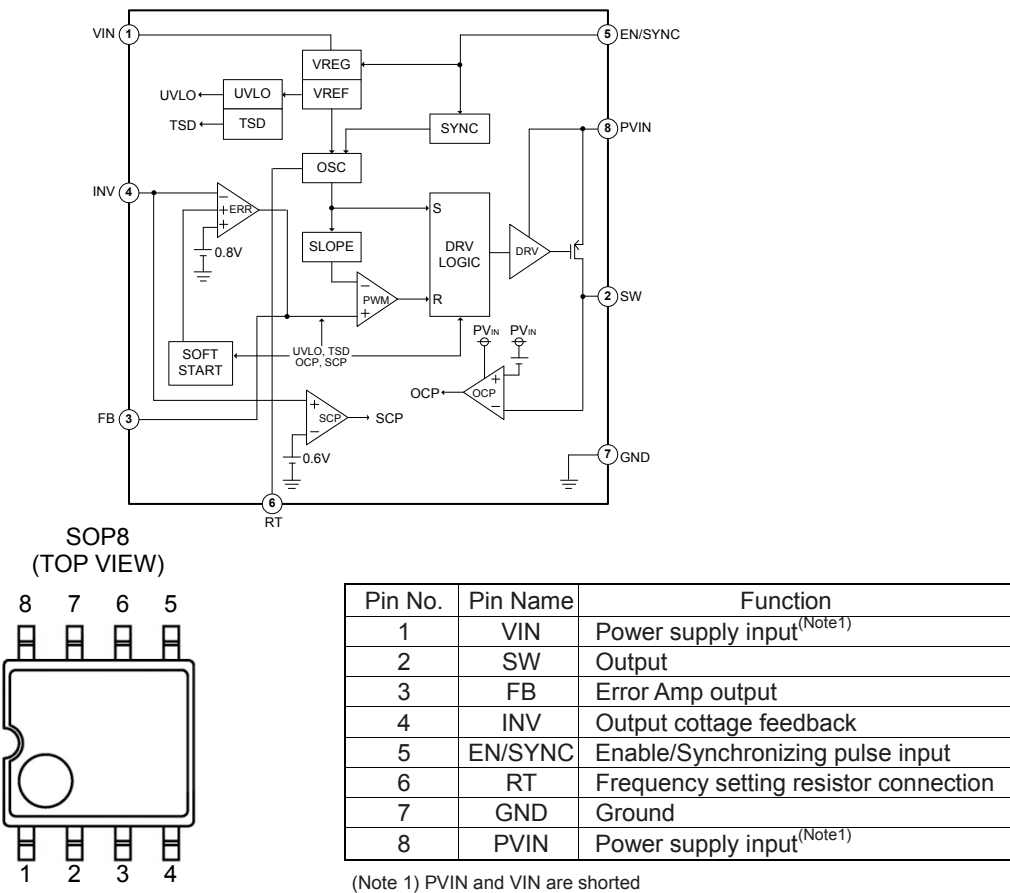 VIN 1
5 EN/SYNC
VREG
UVLO UVLO VREF
TSD TSD
SYNC
8 PVIN
OSC
INV 4
−
+ ERR
+
S
0.8V
SLOPE
DRV
LOGIC
DRV
−
PWM
+
R
2 SW
PVIN PVIN
SOFT
START
UVLO, TSD
OCP, SCP
+
OCP OCP
−
FB 3
+
SCP SCP
−
0.6V
7 GND
6
RT
SOP8
(TOP VIEW)
8 7 6 5
1 2 3 4
Pin No. Pin Name Function
1 VIN Power supply input(Note1)
2 SW Output
3 FB Error Amp output
4 INV Output cottage feedback
5 EN/SYNC Enable/Synchronizing pulse input
6 RT Frequency setting resistor connection
7 GND Ground
8 PVIN Power supply input(Note1)
(Note 1) PVIN and VIN are shorted